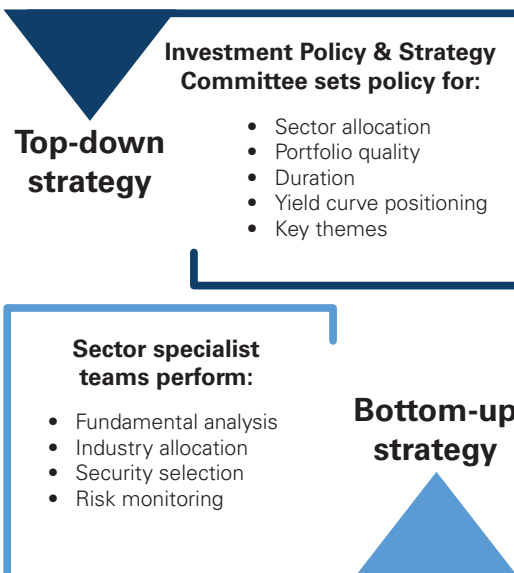 Investment Policy & Strategy
Committee sets policy for:
Top-down
strategy
• Sector allocation
• Portfolio quality
• Duration
• Yield curve positioning
• Key themes
Sector specialist
teams perform:
• Fundamental analysis
• Industry allocation
• Security selection
• Risk monitoring
Bottom-up
strategy